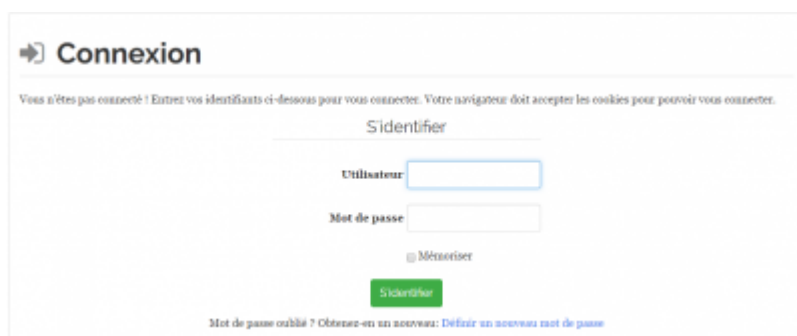 Connexion
Vous n'êtes pas connecté ! Entrez vos identifiants ci-dessous pour vous connecter. Votre navigateur doit accepter les cookies pour pouvoir vous connecter.
S'identifier
Utilisateur
Mot de passe
Mémoriser
S'identifier
Mot de passe oublié ? Obtenez-en un nouveau: Définir un nouveau mot de passe